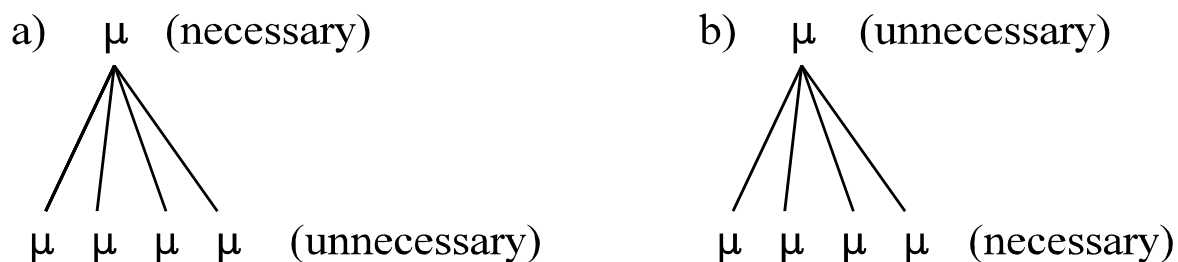 a) μ (necessary)
b) μ (unnecessary)
μ μ μ μ (unnecessary)
μ μ μ μ (necessary)